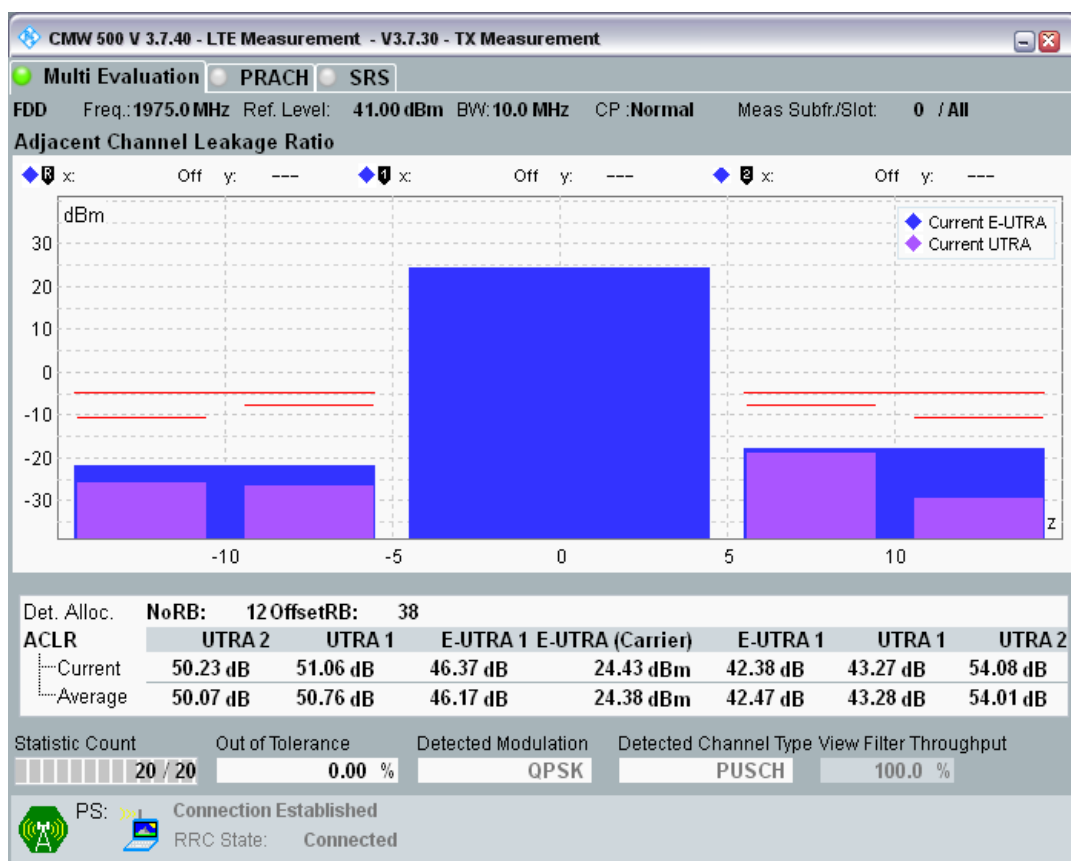 CMW 500 V 3.7.40 - LTE Measurement - V3.7.30 - TX Measurement
Multi Evaluation PRACH SRS
FDD Freq.: 1975.0 MHz Ref. Level: 41.00 dBm BW: 10.0 MHz CP : Normal Meas Subfr./Slot: 0 / All
Adjacent Channel Leakage Ratio
R x: Off y: --- 1 x: Off y: --- 2 x: Off y: ---
dBm
Current E-UTRA
Current UTRA
30
20
10
0
-10
-20
-30
z
-10 -5 0 5 10
Det. Alloc. NoRB: 12 OffsetRB: 38
ACLR UTRA 2 UTRA 1 E-UTRA 1 E-UTRA (Carrier) E-UTRA 1 UTRA 1 UTRA 2
Current 50.23 dB 51.06 dB 46.37 dB 24.43 dBm 42.38 dB 43.27 dB 54.08 dB
Average 50.07 dB 50.76 dB 46.17 dB 24.38 dBm 42.47 dB 43.28 dB 54.01 dB
Statistic Count Out of Tolerance Detected Modulation Detected Channel Type View Filter Throughput
20 / 20 0.00 % QPSK PUSCH 100.0 %
PS: Connection Established
RRC State: Connected